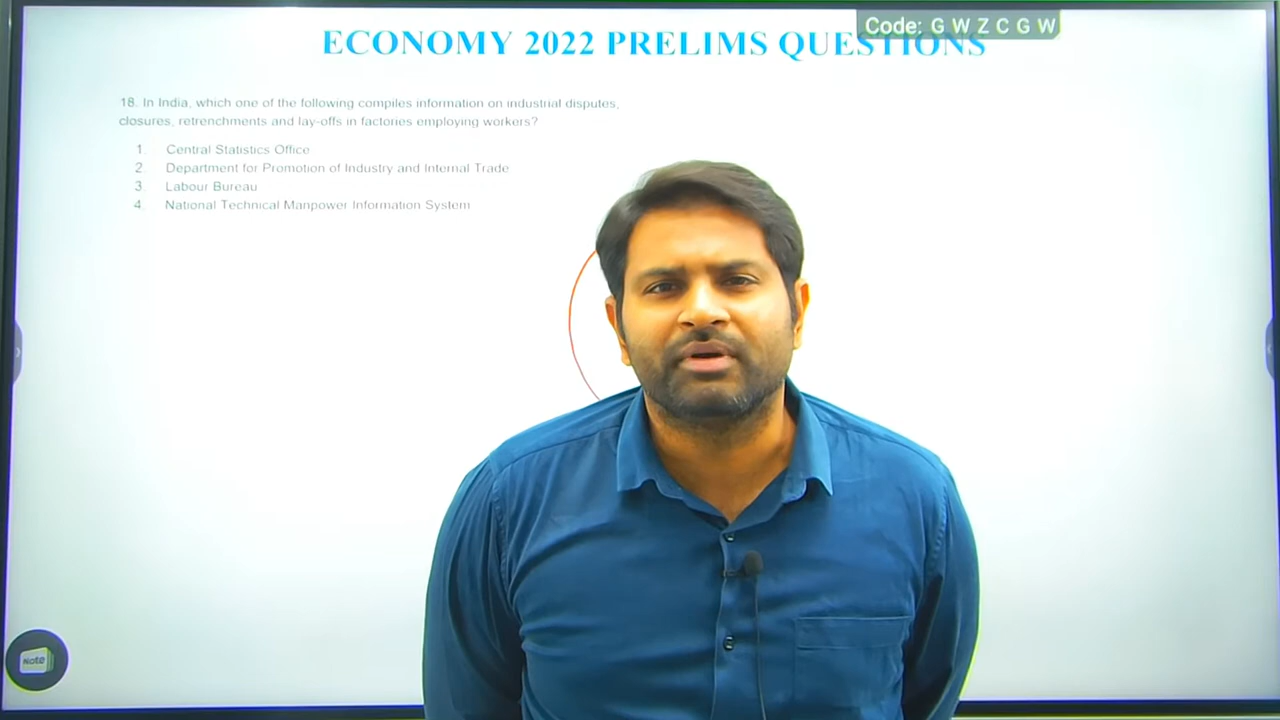 Code: G W Z C G W
ECONOMY 2022 PRELIMS QUESTIONS
18. In India, which one of the following compiles information on industrial disputes,
closures, retrenchments and lay-offs in factories employing workers?
1. Central Statistics Office
2. Department for Promotion of Industry and Internal Trade
3. Labour Bureau
4. National Technical Manpower Information System
Note